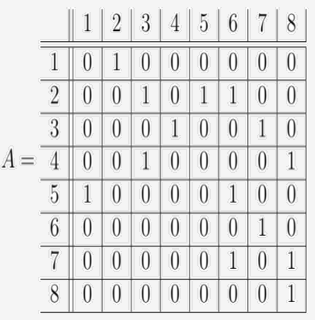 1 2 3 4 5 6 7 8
1 0 1 0 0 0 0 0 0
2 0 0 1 0 1 1 0 0
3 0 0 0 1 0 0 1 0
A = 4 0 0 1 0 0 0 0 1
5 1 0 0 0 0 1 0 0
6 0 0 0 0 0 0 1 0
7 0 0 0 0 0 1 0 1
8 0 0 0 0 0 0 0 1